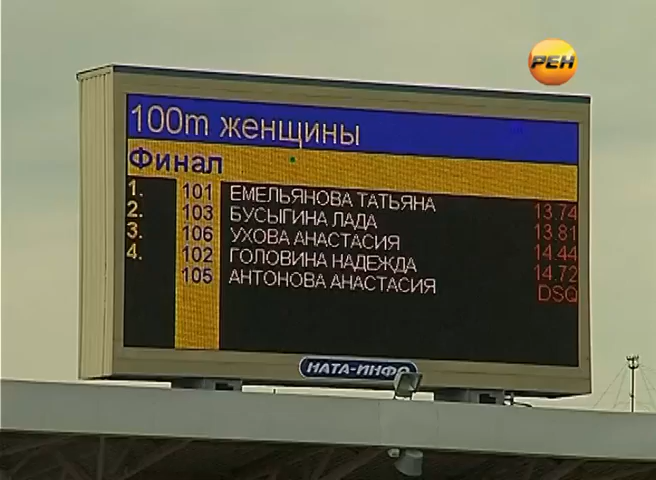 РЕН
100m женщины
Финал
1. 101 ЕМЕЛЬЯНОВА ТАТЬЯНА 13.74
2. 103 БУСЫГИНА ЛАДА 13.81
3. 106 УХОВА АНАСТАСИЯ 14.44
4. 102 ГОЛОВИНА НАДЕЖДА 14.72
105 АНТОНОВА АНАСТАСИЯ DSQ
НАТА-ИНФО